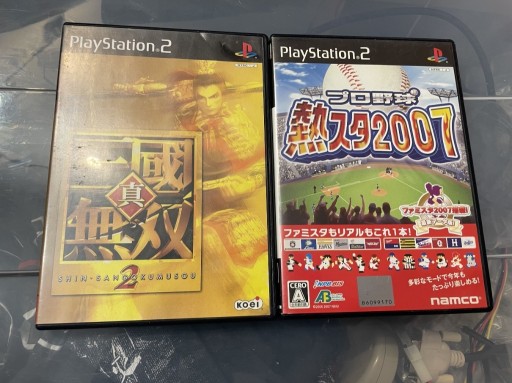 PlayStation 2
三國
真
無双
2
SHIN・SANGOKUMUSOU
KOEI
PlayStation 2
プロ野球
熱スタ2007
ファミスタ2007搭載!
ファミスタもリアルもこれ1本!
多彩なモードで今年も
たっぷり楽しめる!
CERO
A
namco